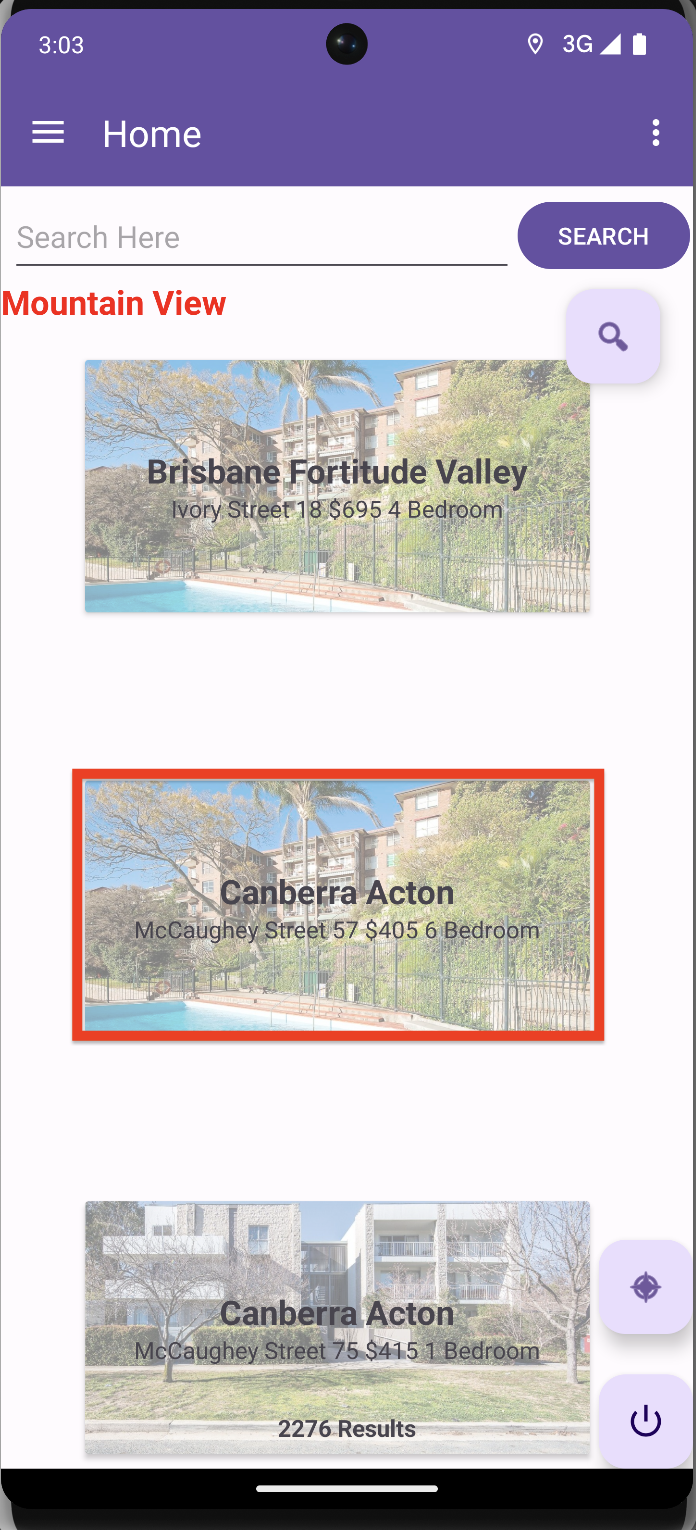 3:03
3G
Home
Search Here
SEARCH
Mountain View
Brisbane Fortitude Valley
Ivory Street 18 $695 4 Bedroom
Canberra Acton
McCaughey Street 57 $405 6 Bedroom
Canberra Acton
McCaughey Street 75 $415 1 Bedroom
2276 Results